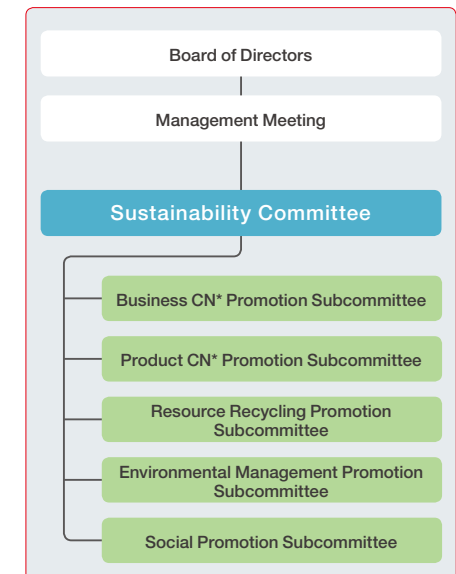 Board of Directors
Management Meeting
Sustainability Committee
Business CN* Promotion Subcommittee
Product CN* Promotion Subcommittee
Resource Recycling Promotion
Subcommittee
Environmental Management Promotion
Subcommittee
Social Promotion Subcommittee